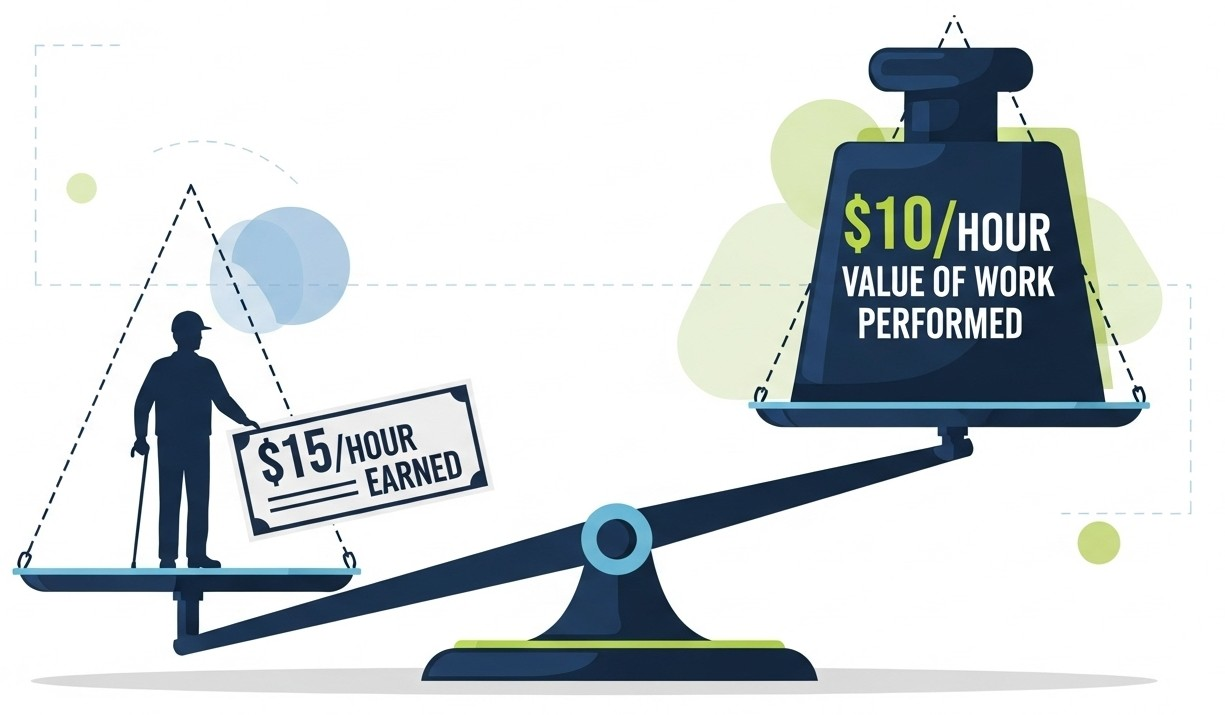 $15/HOUR
EARNED
$10/HOUR
VALUE OF WORK
PERFORMED